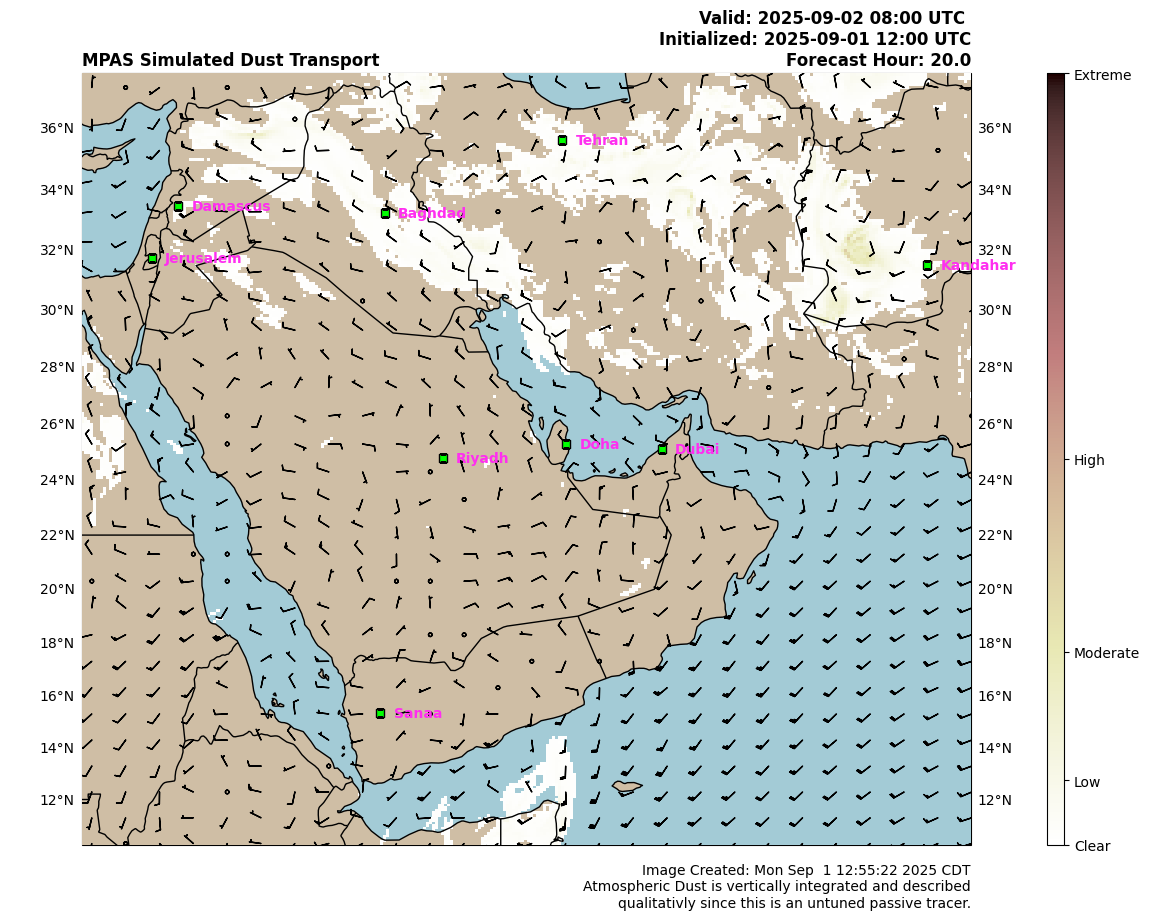 Valid: 2025-09-02 08:00 UTC
Initialized: 2025-09-01 12:00 UTC
MPAS Simulated Dust Transport
Forecast Hour: 20.0
Extreme
High
Moderate
Low
Clear
36°N
34°N
32°N
30°N
28°N
26°N
24°N
22°N
20°N
18°N
16°N
14°N
12°N
36°N
34°N
32°N
30°N
28°N
26°N
24°N
22°N
20°N
18°N
16°N
14°N
12°N
Tehran
Damascus
Baghdad
Jerusalem
Kandahar
Doha
Dubai
Riyadh
Sanaa
Image Created: Mon Sep  1 12:55:22 2025 CDT
Atmospheric Dust is vertically integrated and described
qualitativly since this is an untuned passive tracer.